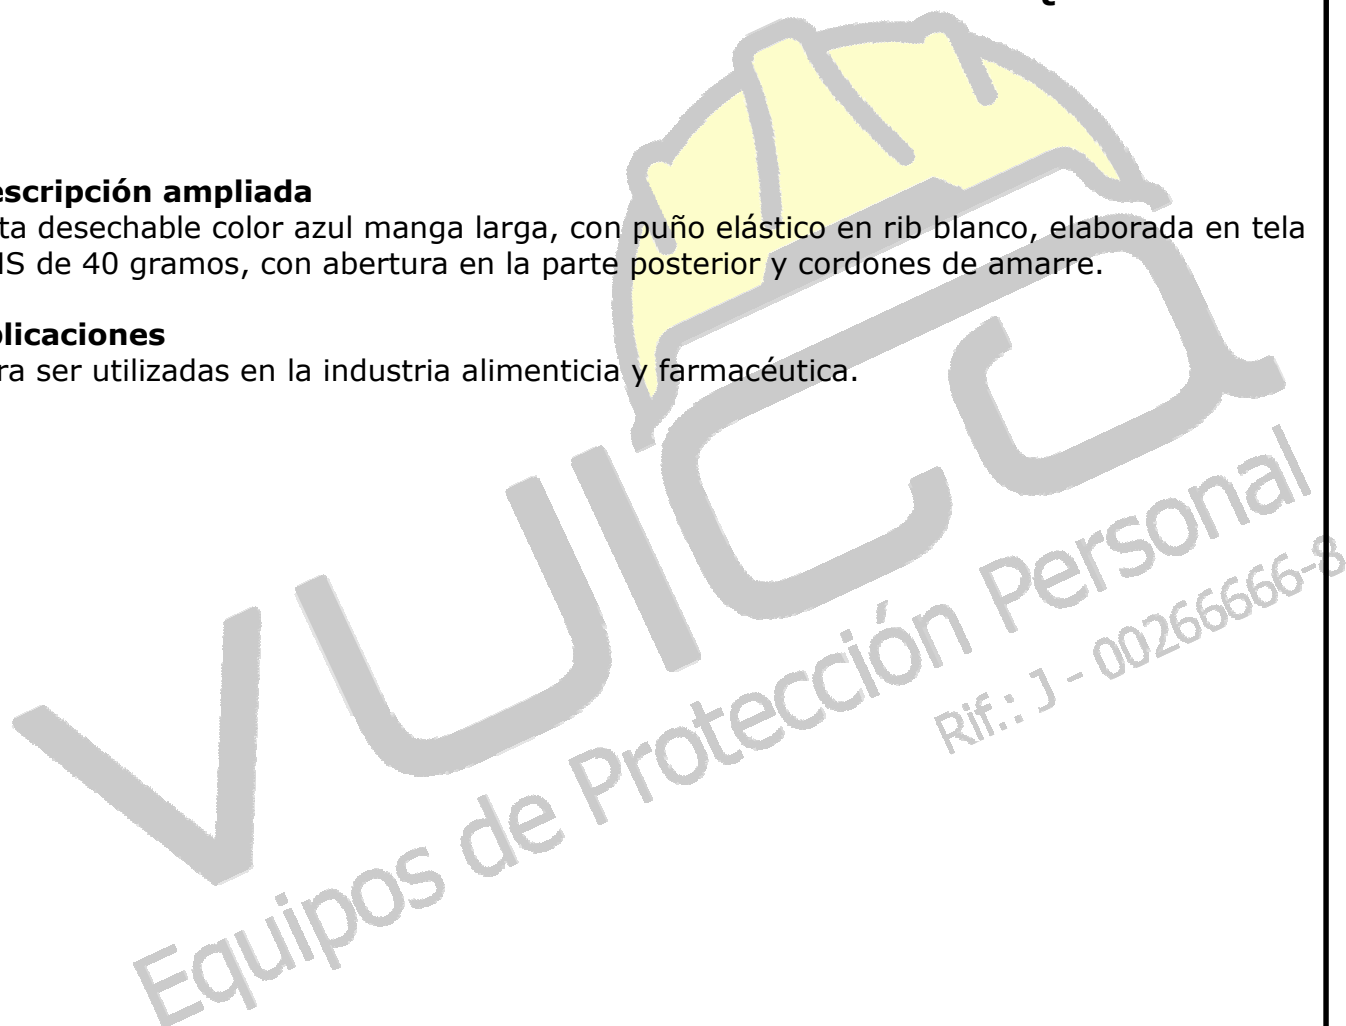 escripción ampliada
ta desechable color azul manga larga, con puño elástico en rib blanco, elaborada en tela
IS de 40 gramos, con abertura en la parte posterior y cordones de amarre.
plicaciones
ra ser utilizadas en la industria alimenticia y farmacéutica.
VUICA
Equipos de Protección Personal
Rif.: J - 00266666-8